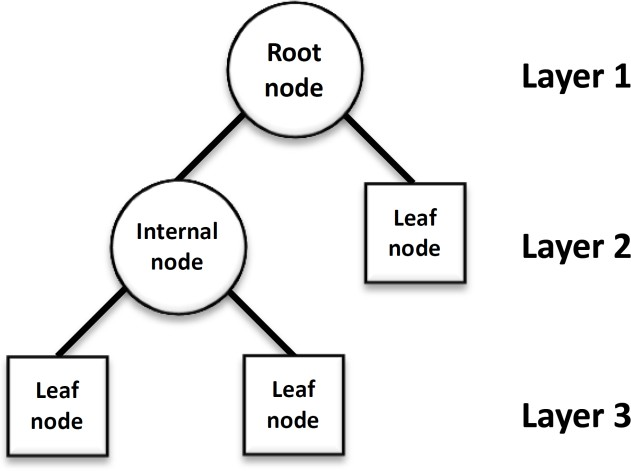 Root
node
Layer 1
Internal
node
Leaf
node
Layer 2
Leaf
node
Leaf
node
Layer 3